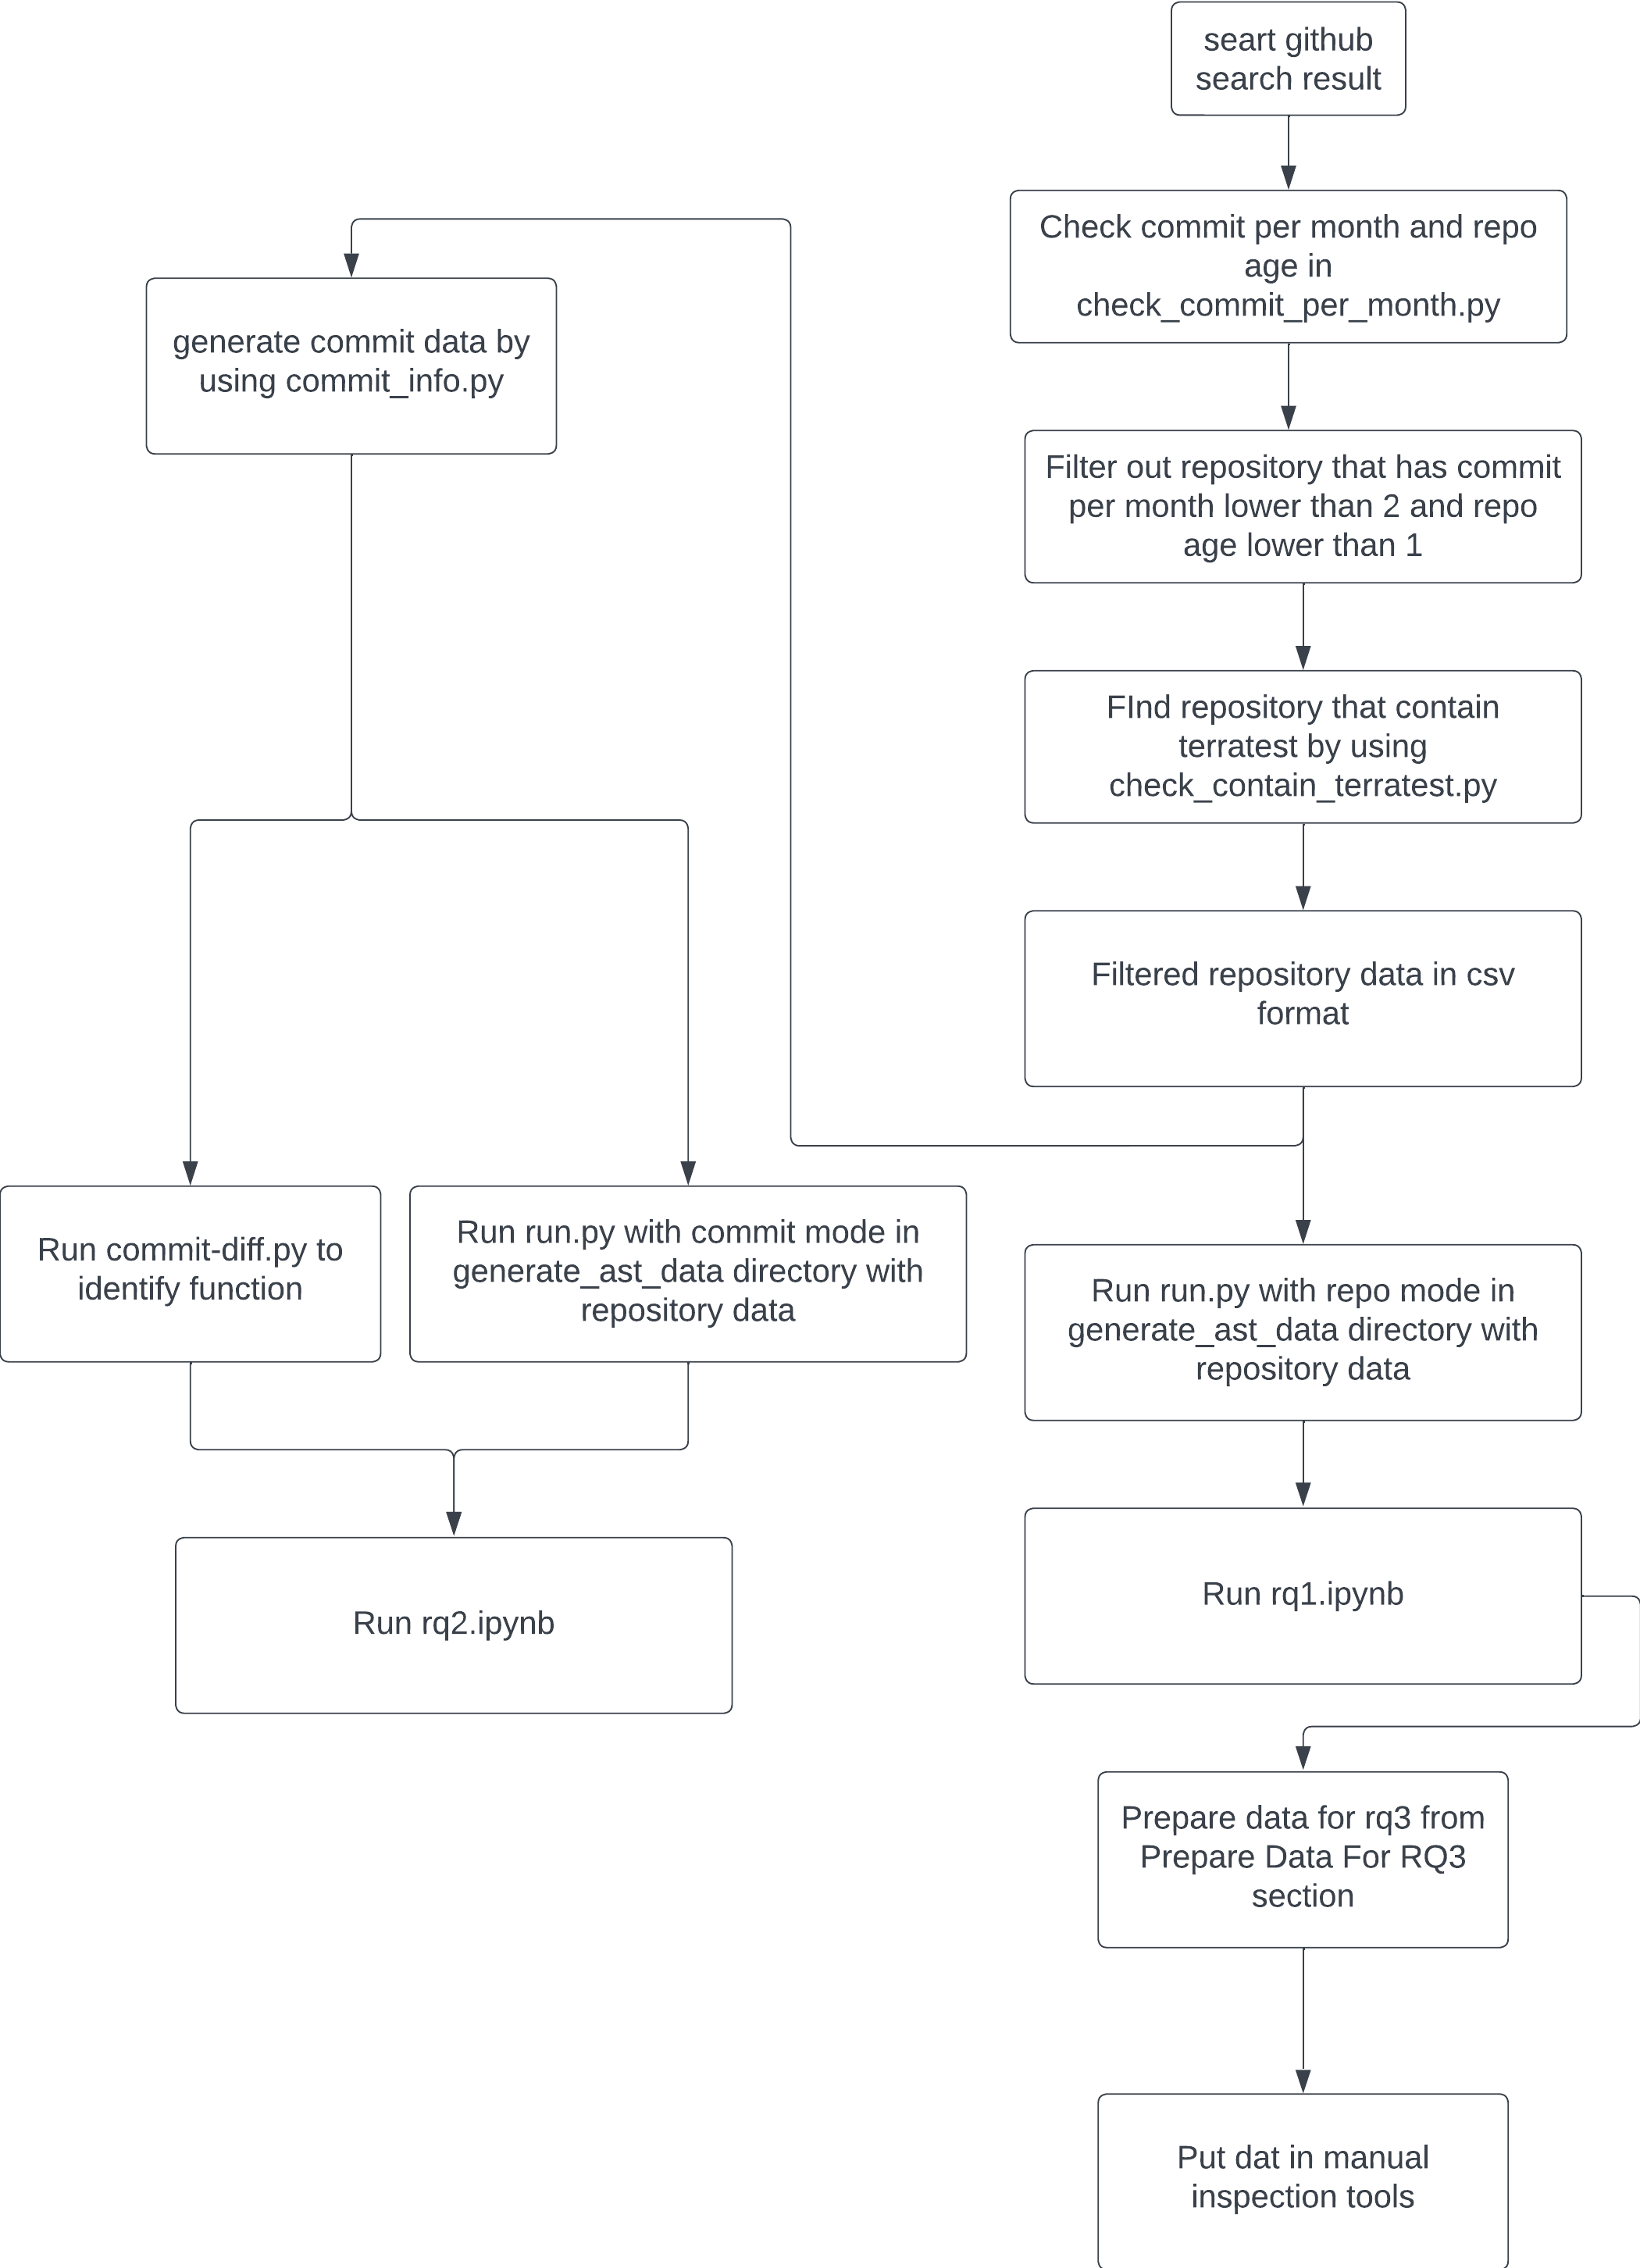 seart github
search result
Check commit per month and repo
age in
check_commit_per_month.py
generate commit data by
using commit_info.py
Filter out repository that has commit
per month lower than 2 and repo
age lower than 1
FInd repository that contain
terratest by using
check_contain_terratest.py
Filtered repository data in csv
format
Run commit-diff.py to
identify function
Run run.py with commit mode in
generate_ast_data directory with
repository data
Run run.py with repo mode in
generate_ast_data directory with
repository data
Run rq1.ipynb
Run rq2.ipynb
Prepare data for rq3 from
Prepare Data For RQ3
section
Put dat in manual
inspection tools